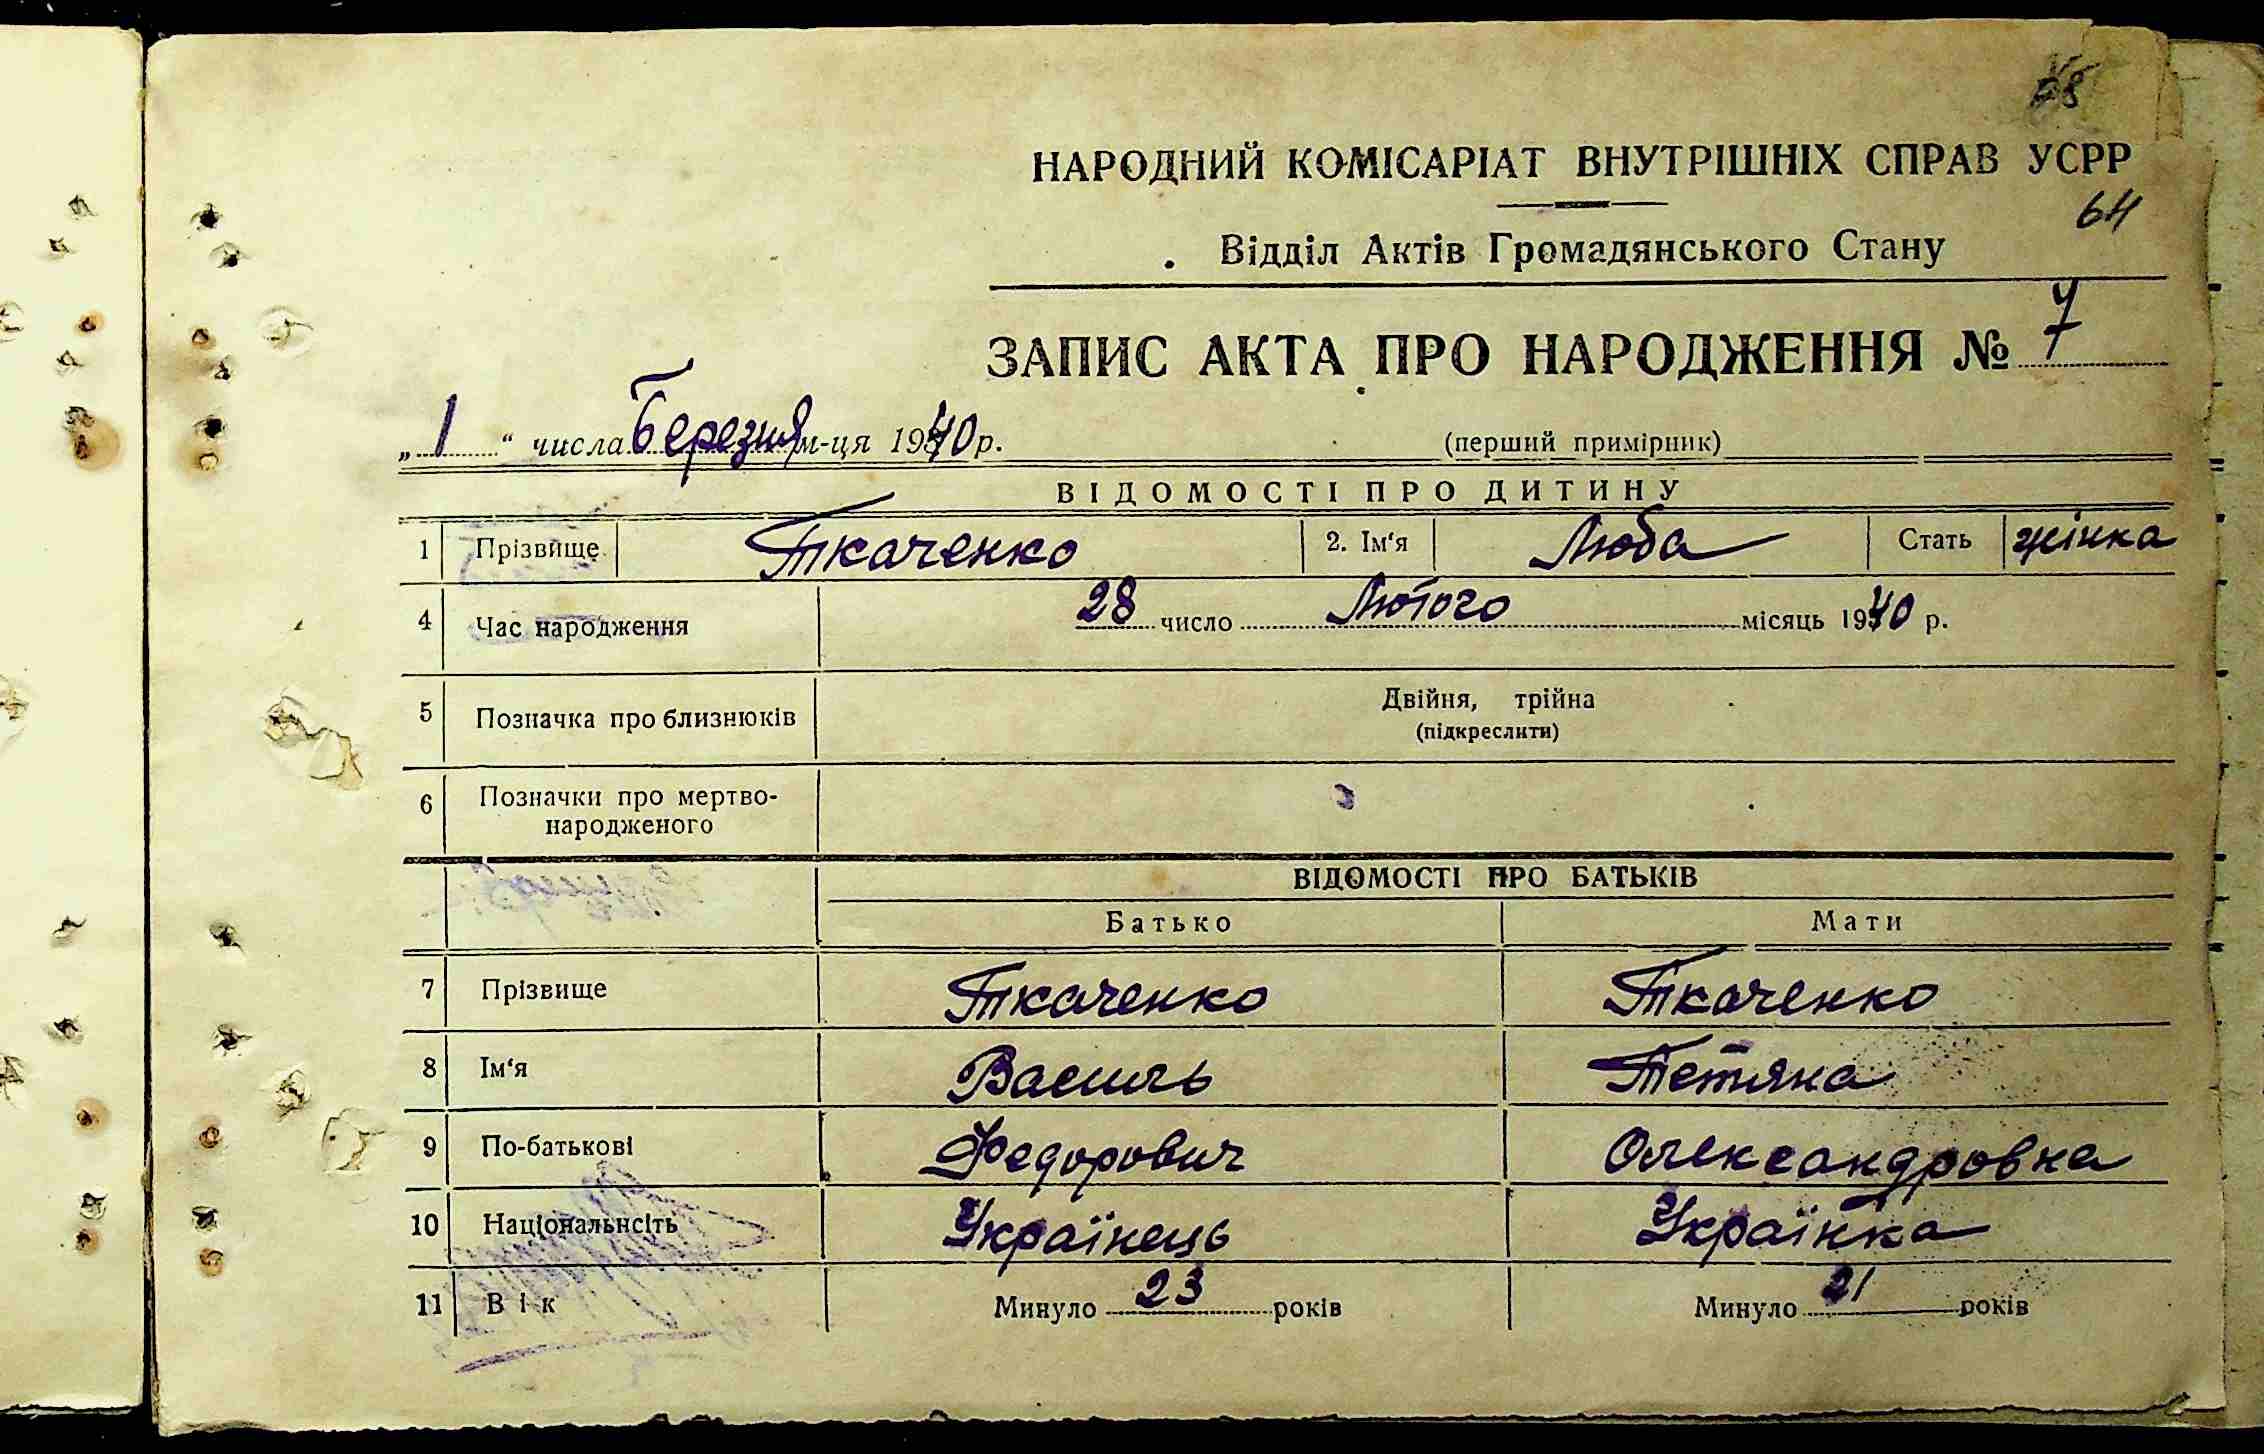 НАРОДНИЙ КОМІСАРІАТ ВНУТРІШНІХ СПРАВ УСРР
64
Відділ Актів Громадянського Стану
ЗАПИС АКТА ПРО НАРОДЖЕННЯ № 7
„ 1 “ числа Березня м-ця 1940 р. (перший примірник)
ВІДОМОСТІ ПРО ДИТИНУ
1 Прізвище Ткаченко 2. Ім'я Люба Стать жінка
4 Час народження 28 число Лютого місяць 1940 р.
5 Позначка про близнюків Двійня, трійна
(підкреслити)
6 Позначки про мертво-
народженого
ВІДОМОСТІ ПРО БАТЬКІВ
Батько Мати
7 Прізвище Ткаченко Ткаченко
8 Ім'я Василь Тетяна
9 По-батькові Федорович Олександровна
10 Національнсіть Українець Українка
11 Вік Минуло 23 років Минуло 21 років